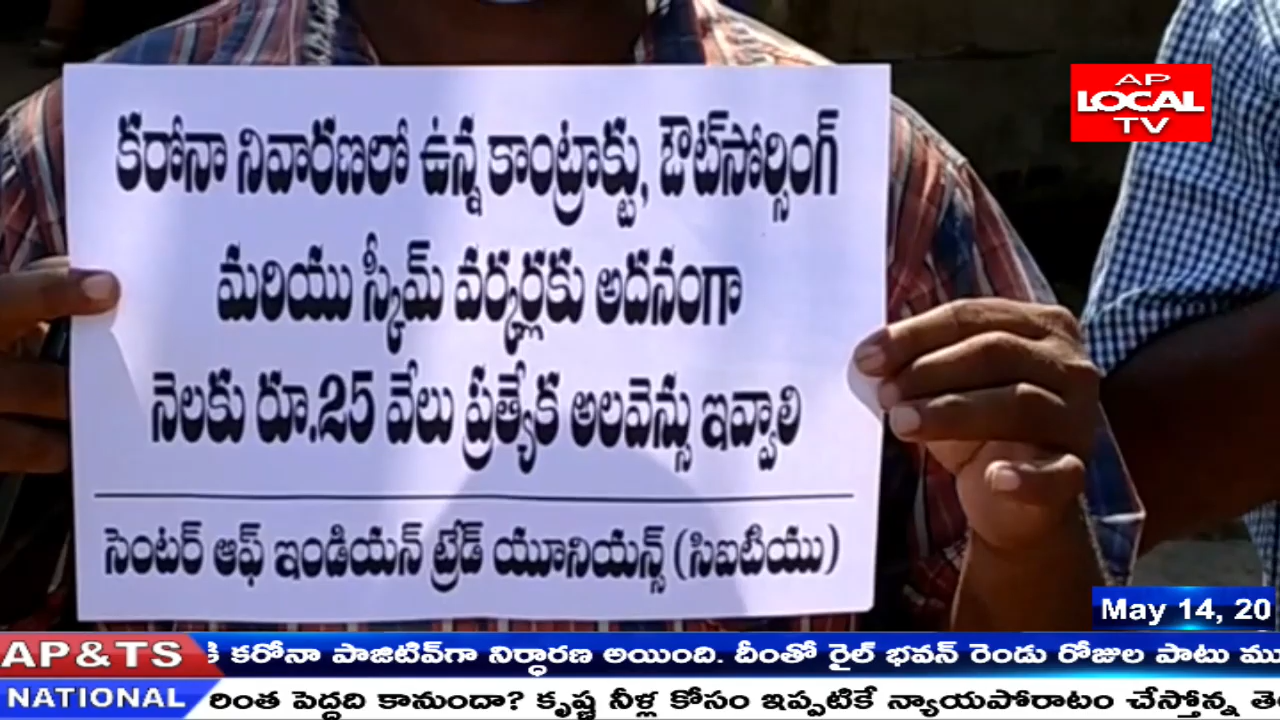 కరోనా నివారణలో ఉన్న కాంట్రాక్టు, ఔట్‌సోర్సింగ్
మరియు స్కీమ్ వర్కర్లకు అదనంగా
నెలకు రూ.25 వేలు ప్రత్యేక అలవెన్సు ఇవ్వాలి
సెంటర్ ఆఫ్ ఇండియన్ ట్రేడ్ యూనియన్స్ (సిఐటియు)
AP
LOCAL
TV
May 14, 20
AP&TS కి కరోనా పాజిటివ్‌గా నిర్ధారణ అయింది. దీంతో రైల్ భవన్ రెండు రోజుల పాటు
NATIONAL పెద్దది కానుందా? కృష్ణ నీళ్ల కోసం ఇప్పటికే న్యాయపోరాటం చేస్తోన్న